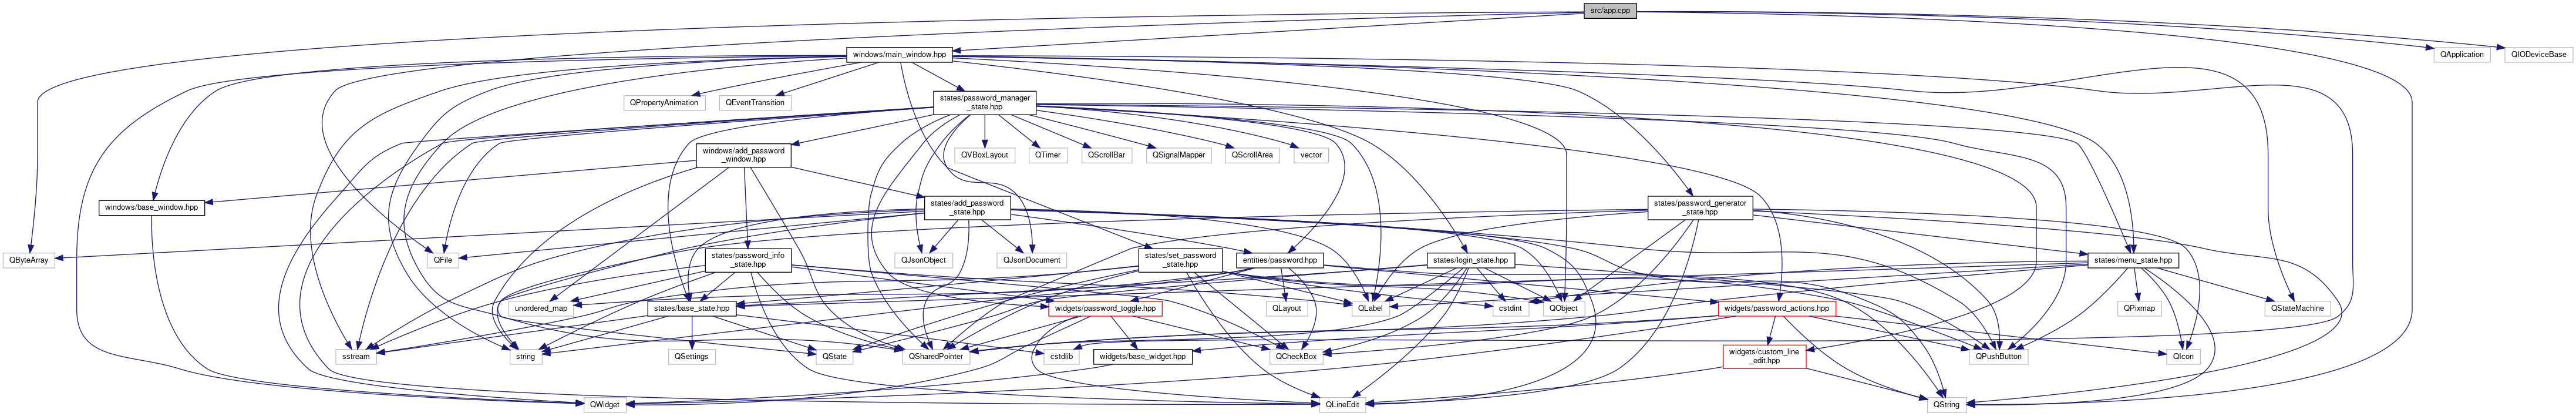 src/app.cpp
windows/main_window.hpp
QApplication
QIODeviceBase
QPropertyAnimation
QEventTransition
states/password_manager
_state.hpp
windows/add_password
_window.hpp
QVBoxLayout
QTimer
QScrollBar
QSignalMapper
QScrollArea
vector
windows/base_window.hpp
states/add_password
_state.hpp
states/password_generator
_state.hpp
QByteArray
QFile
states/password_info
_state.hpp
QJsonObject
QJsonDocument
states/set_password
_state.hpp
entities/password.hpp
states/login_state.hpp
states/menu_state.hpp
unordered_map
states/base_state.hpp
widgets/password_toggle.hpp
QLayout
QLabel
cstdint
QObject
widgets/password_actions.hpp
QPixmap
QStateMachine
sstream
string
QSettings
QState
QSharedPointer
cstdlib
widgets/base_widget.hpp
QCheckBox
widgets/custom_line
_edit.hpp
QPushButton
QIcon
QWidget
QLineEdit
QString